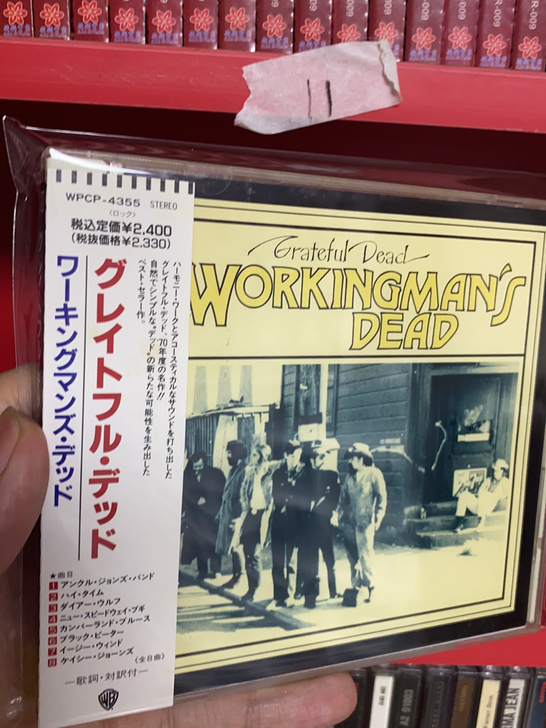 11
WPCP-4355 STEREO
〈ロック〉
税込定価¥2,400
(税抜価格¥2,330)
ハーモニー・ワークとアコースティカルなサウンドを打ち出した
グレイトフル・デッド、'70年度の名作!!
自然でシンプルな"デッド"の新らたな可能性を生み出した
ベスト・セラー作。
グレイトフル・デッド
ワーキングマンズ・デッド
★曲目
1 アンクル・ジョンズ・バンド
2 ハイ・タイム
3 ダイアー・ウルフ
4 ニュー・スピードウェイ・ブギ
5 カンバーランド・ブルース
6 ブラック・ピーター
7 イージー・ウィンド
8 ケイシー・ジョーンズ
〈全8曲〉
―歌詞・対訳付―
Grateful Dead
WORKINGMAN'S
DEAD